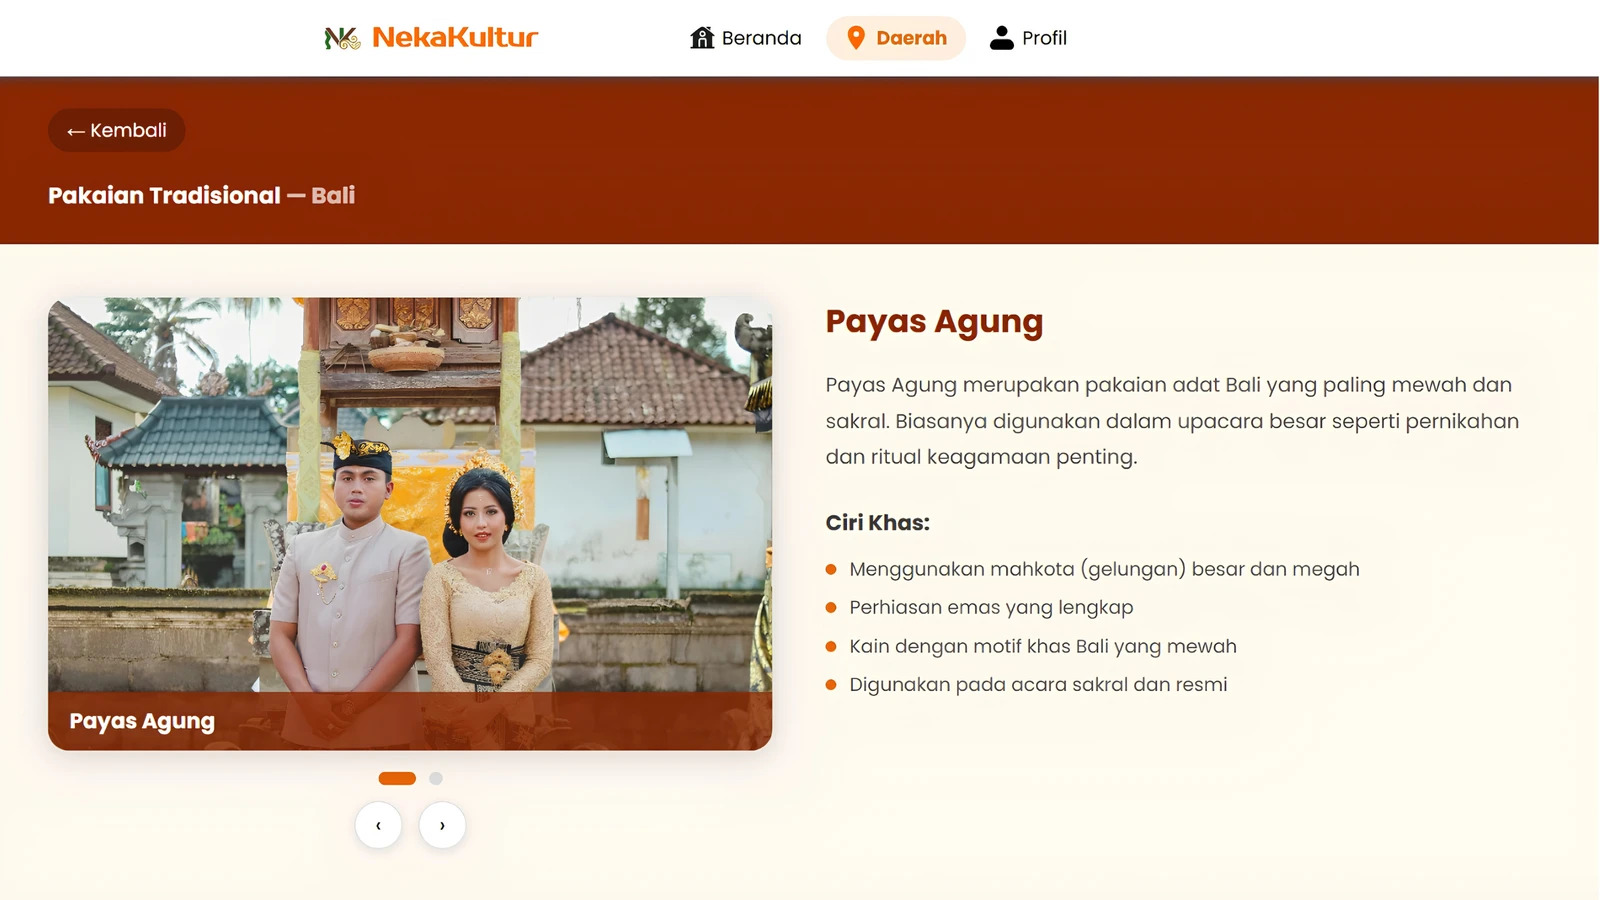 NekaKultur
Beranda
Daerah
Profil
← Kembali
Pakaian Tradisional — Bali
Payas Agung
Payas Agung merupakan pakaian adat Bali yang paling mewah dan
sakral. Biasanya digunakan dalam upacara besar seperti pernikahan
dan ritual keagamaan penting.
Ciri Khas:
Menggunakan mahkota (gelungan) besar dan megah
Perhiasan emas yang lengkap
Kain dengan motif khas Bali yang mewah
Digunakan pada acara sakral dan resmi
Payas Agung
‹ ›